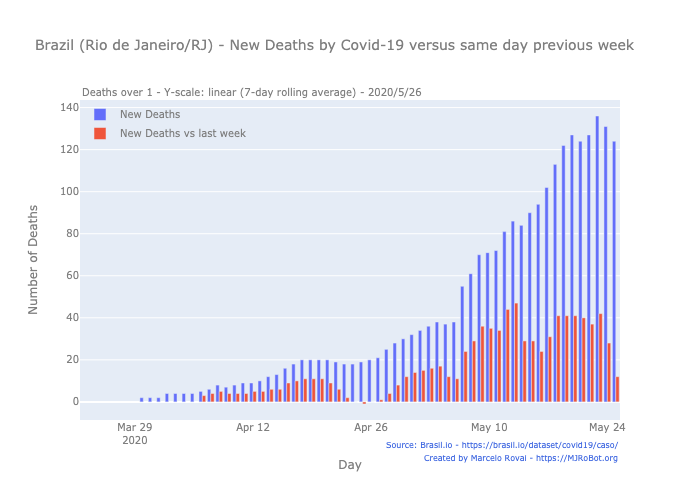 Brazil (Rio de Janeiro/RJ) - New Deaths by Covid-19 versus same day previous week
Deaths over 1 - Y-scale: linear (7-day rolling average) - 2020/5/26
New Deaths
New Deaths vs last week
Number of Deaths
140
120
100
80
60
40
20
0
Mar 29 Apr 12 Apr 26 May 10 May 24
2020
Day
Source: Brasil.io - https://brasil.io/dataset/covid19/caso/
Created by Marcelo Rovai - https://MJRoBot.org